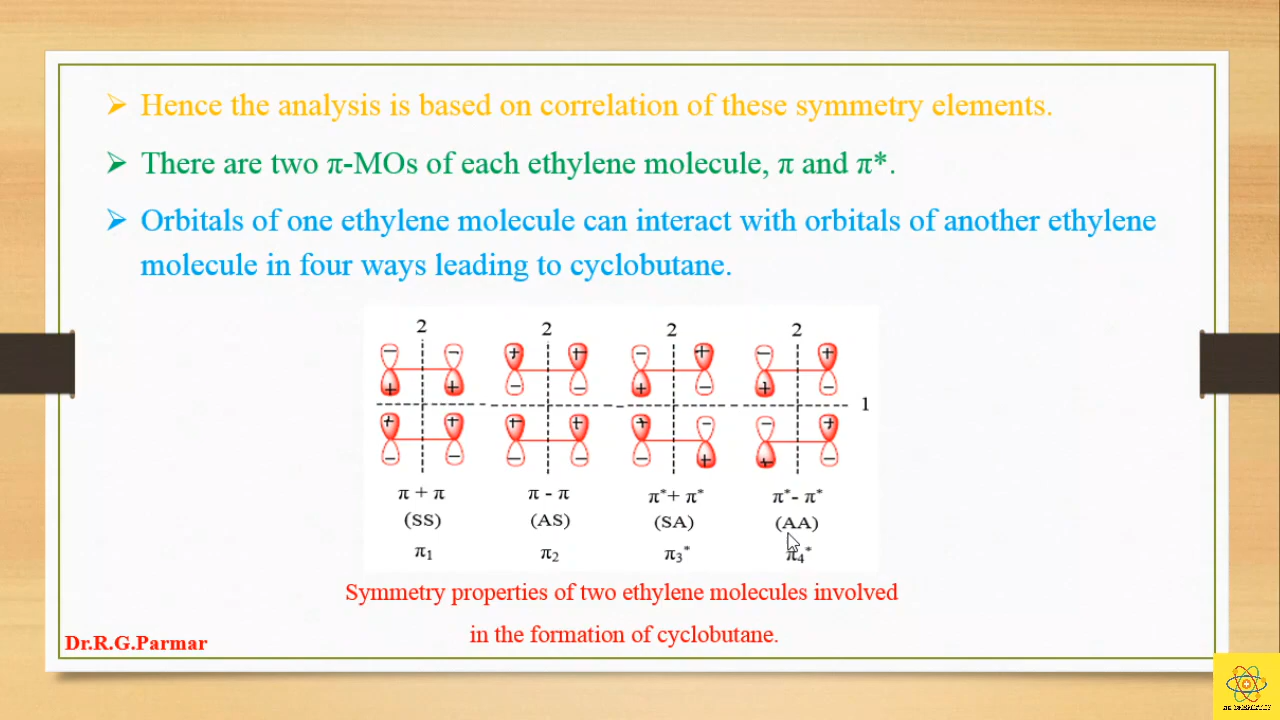 ➢ Hence the analysis is based on correlation of these symmetry elements.
➢ There are two π-MOs of each ethylene molecule, π and π*.
➢ Orbitals of one ethylene molecule can interact with orbitals of another ethylene
molecule in four ways leading to cyclobutane.
2 2 2 2
− − + + − + − +
+ + − − + − + −
1
+ + + + + − − +
− − − − − + + −
π + π π - π π*+ π* π*- π*
(SS) (AS) (SA) (AA)
π1 π2 π3* π4*
Symmetry properties of two ethylene molecules involved
in the formation of cyclobutane.
Dr.R.G.Parmar